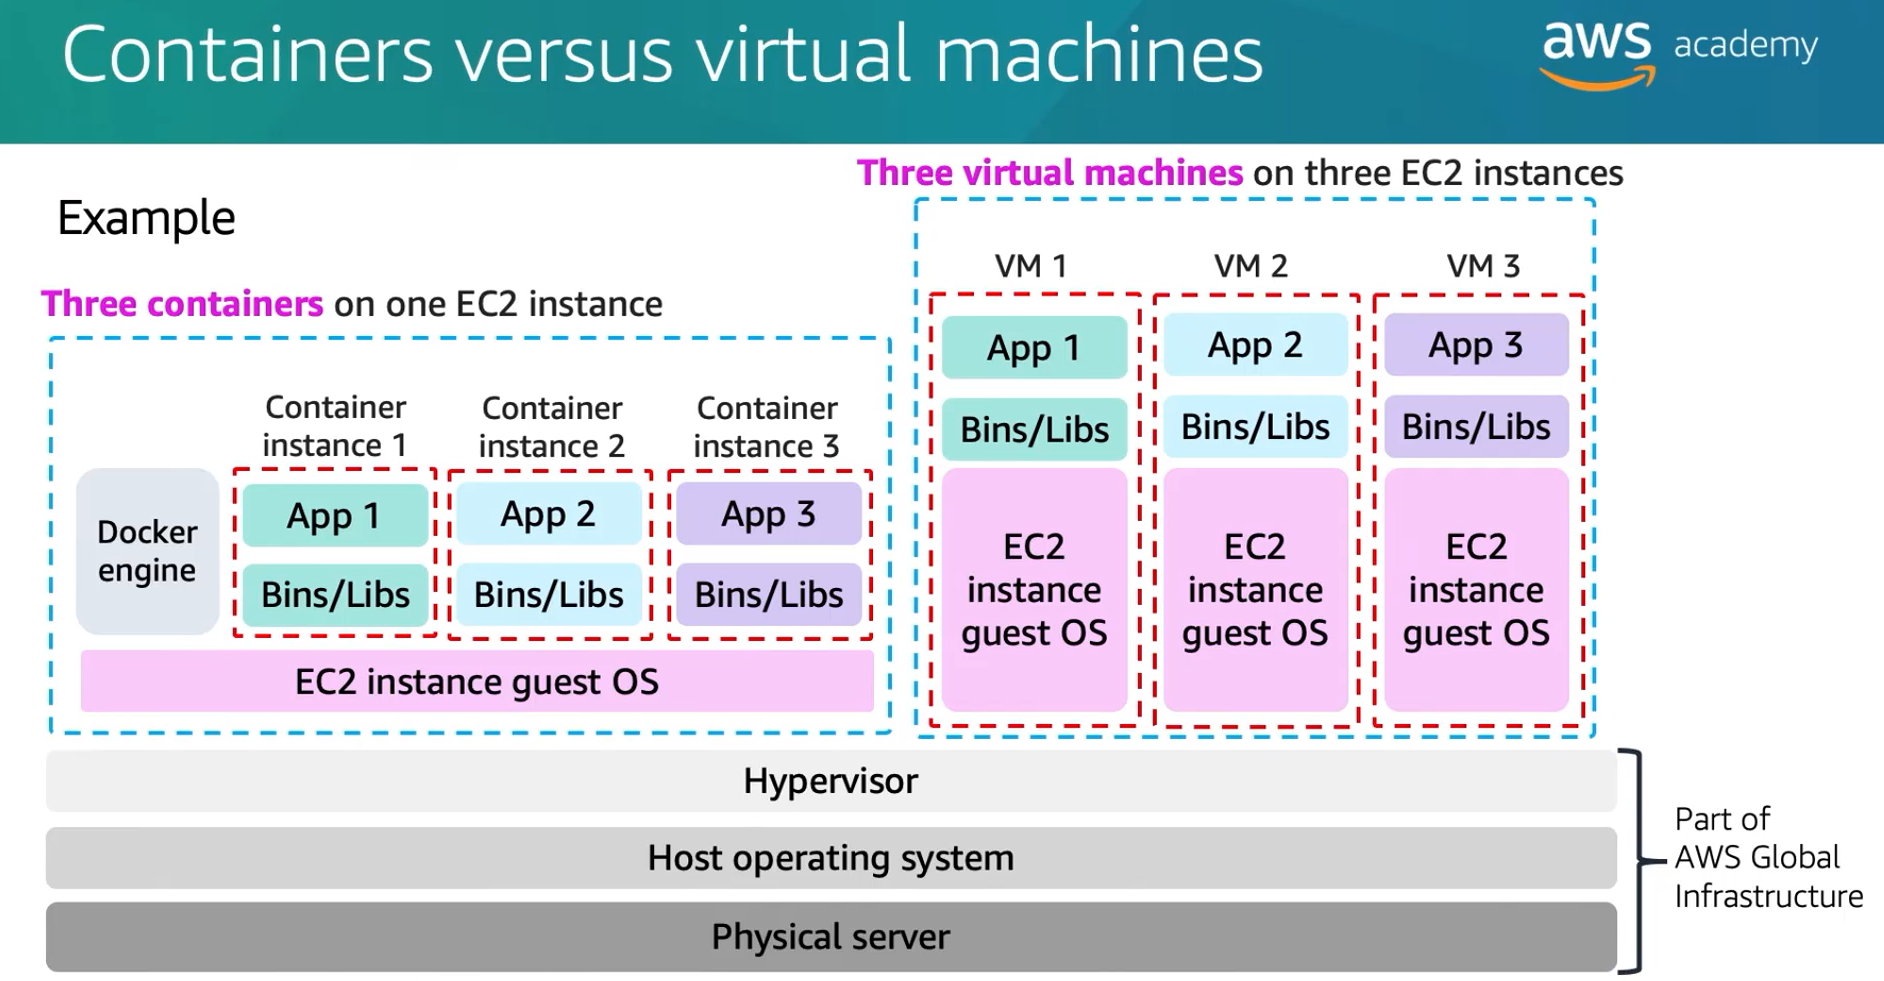 Containers versus virtual machines
aws academy
Example
Three containers on one EC2 instance
Docker
engine
Container
instance 1
App 1
Bins/Libs
Container
instance 2
App 2
Bins/Libs
Container
instance 3
App 3
Bins/Libs
EC2 instance guest OS
Three virtual machines on three EC2 instances
VM 1
App 1
Bins/Libs
EC2
instance
guest OS
VM 2
App 2
Bins/Libs
EC2
instance
guest OS
VM 3
App 3
Bins/Libs
EC2
instance
guest OS
Hypervisor
Host operating system
Physical server
Part of
AWS Global
Infrastructure